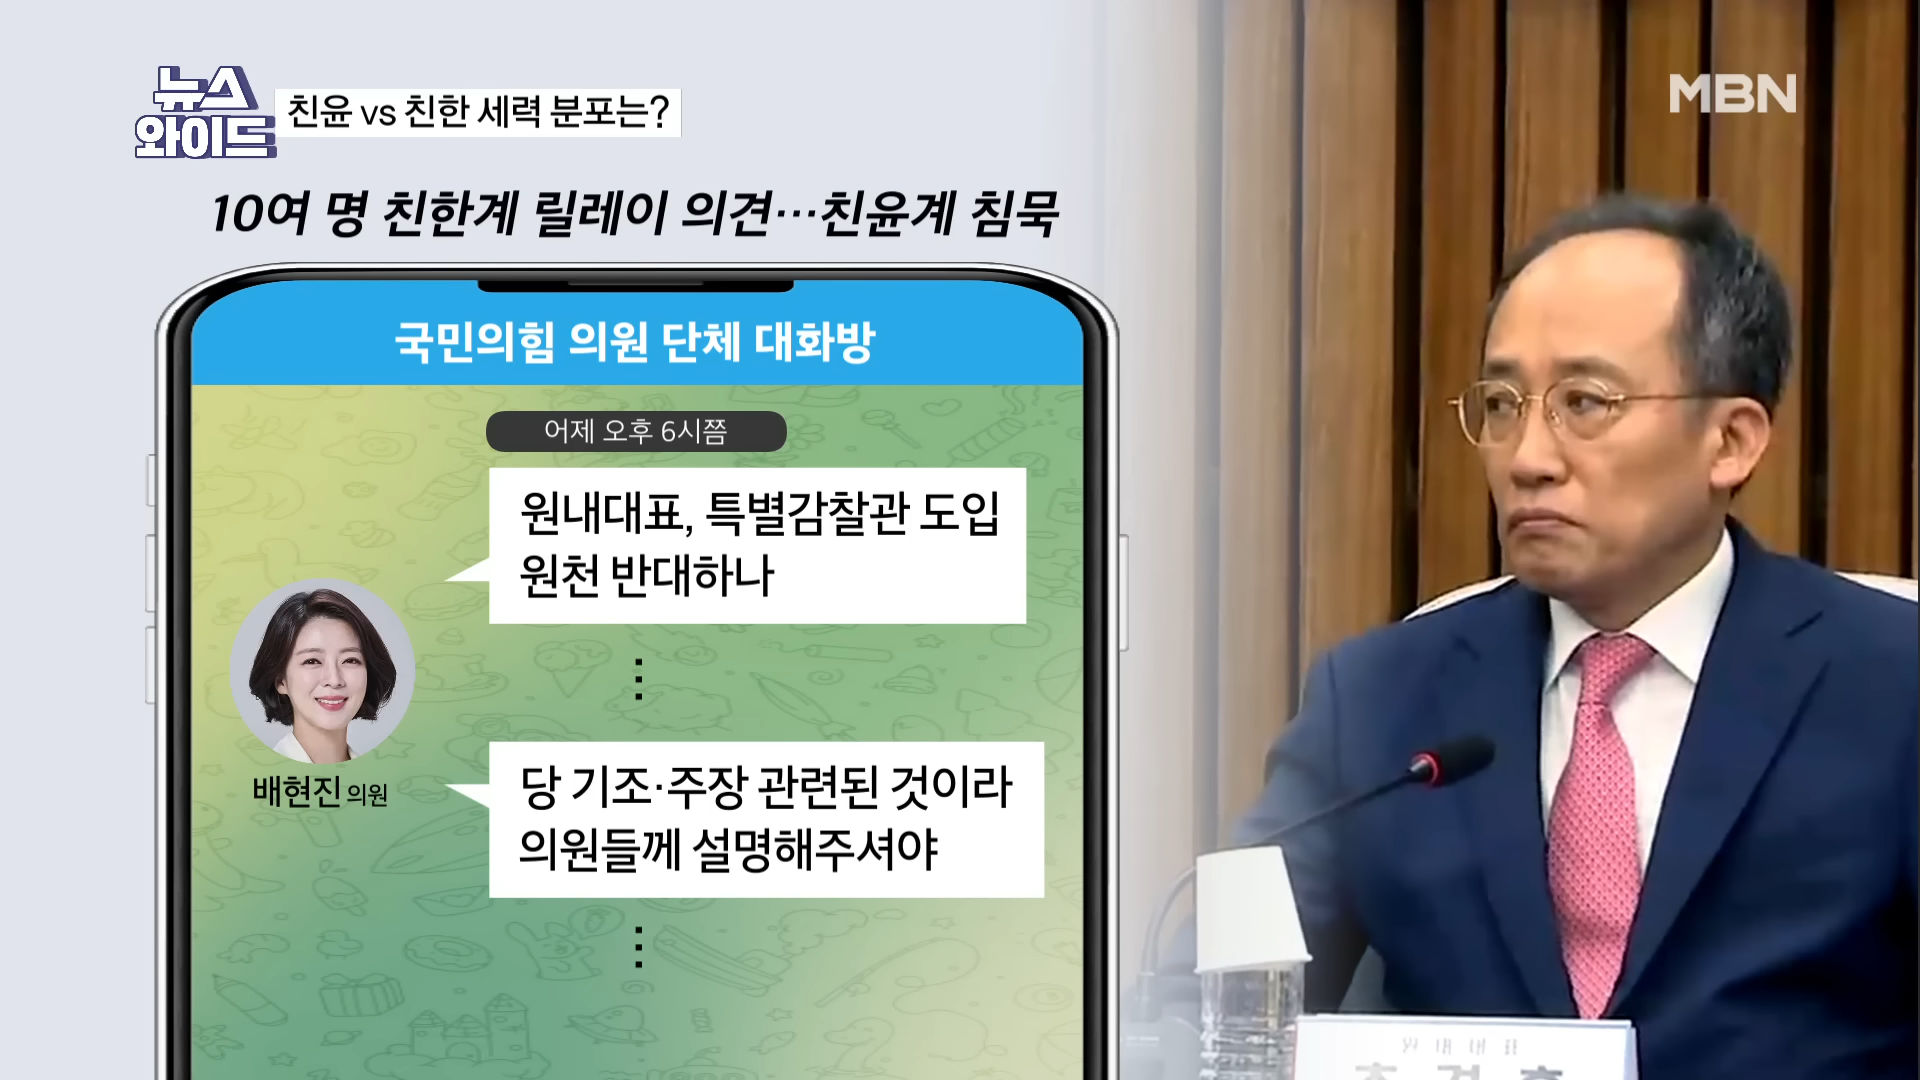 뉴스
와이드
친윤 vs 친한 세력 분포는?
MBN
10여 명 친한계 릴레이 의견…친윤계 침묵
국민의힘 의원 단체 대화방
어제 오후 6시쯤
원내대표, 특별감찰관 도입
원천 반대하나
배현진 의원
당 기조·주장 관련된 것이라
의원들께 설명해주셔야